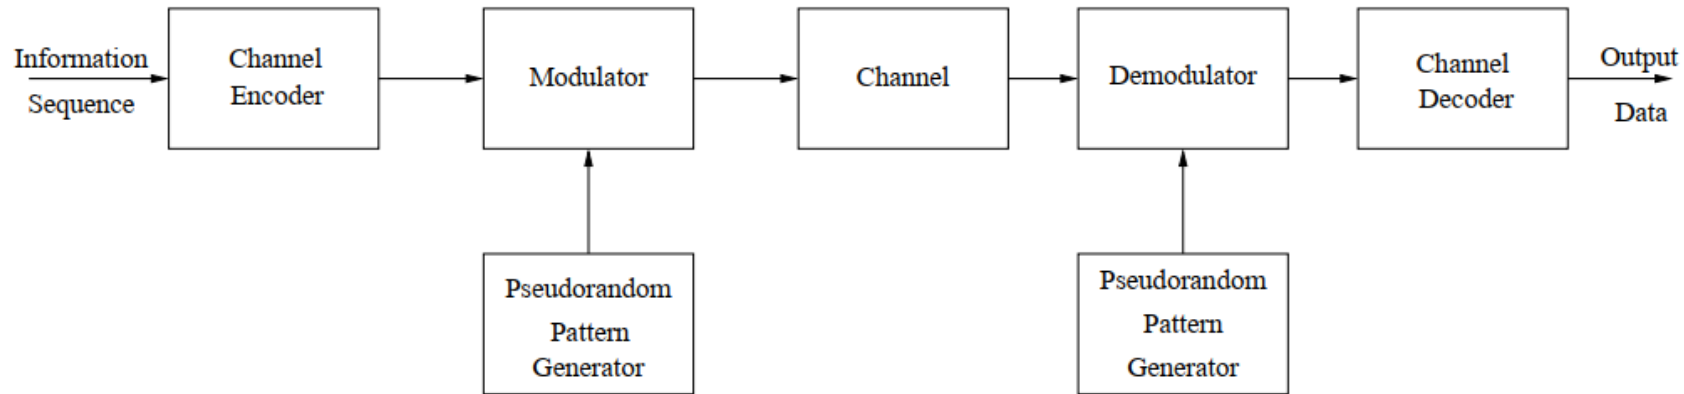 Information
Sequence
Channel
Encoder
Modulator
Channel
Demodulator
Channel
Decoder
Output
Data
Pseudorandom
Pattern
Generator
Pseudorandom
Pattern
Generator